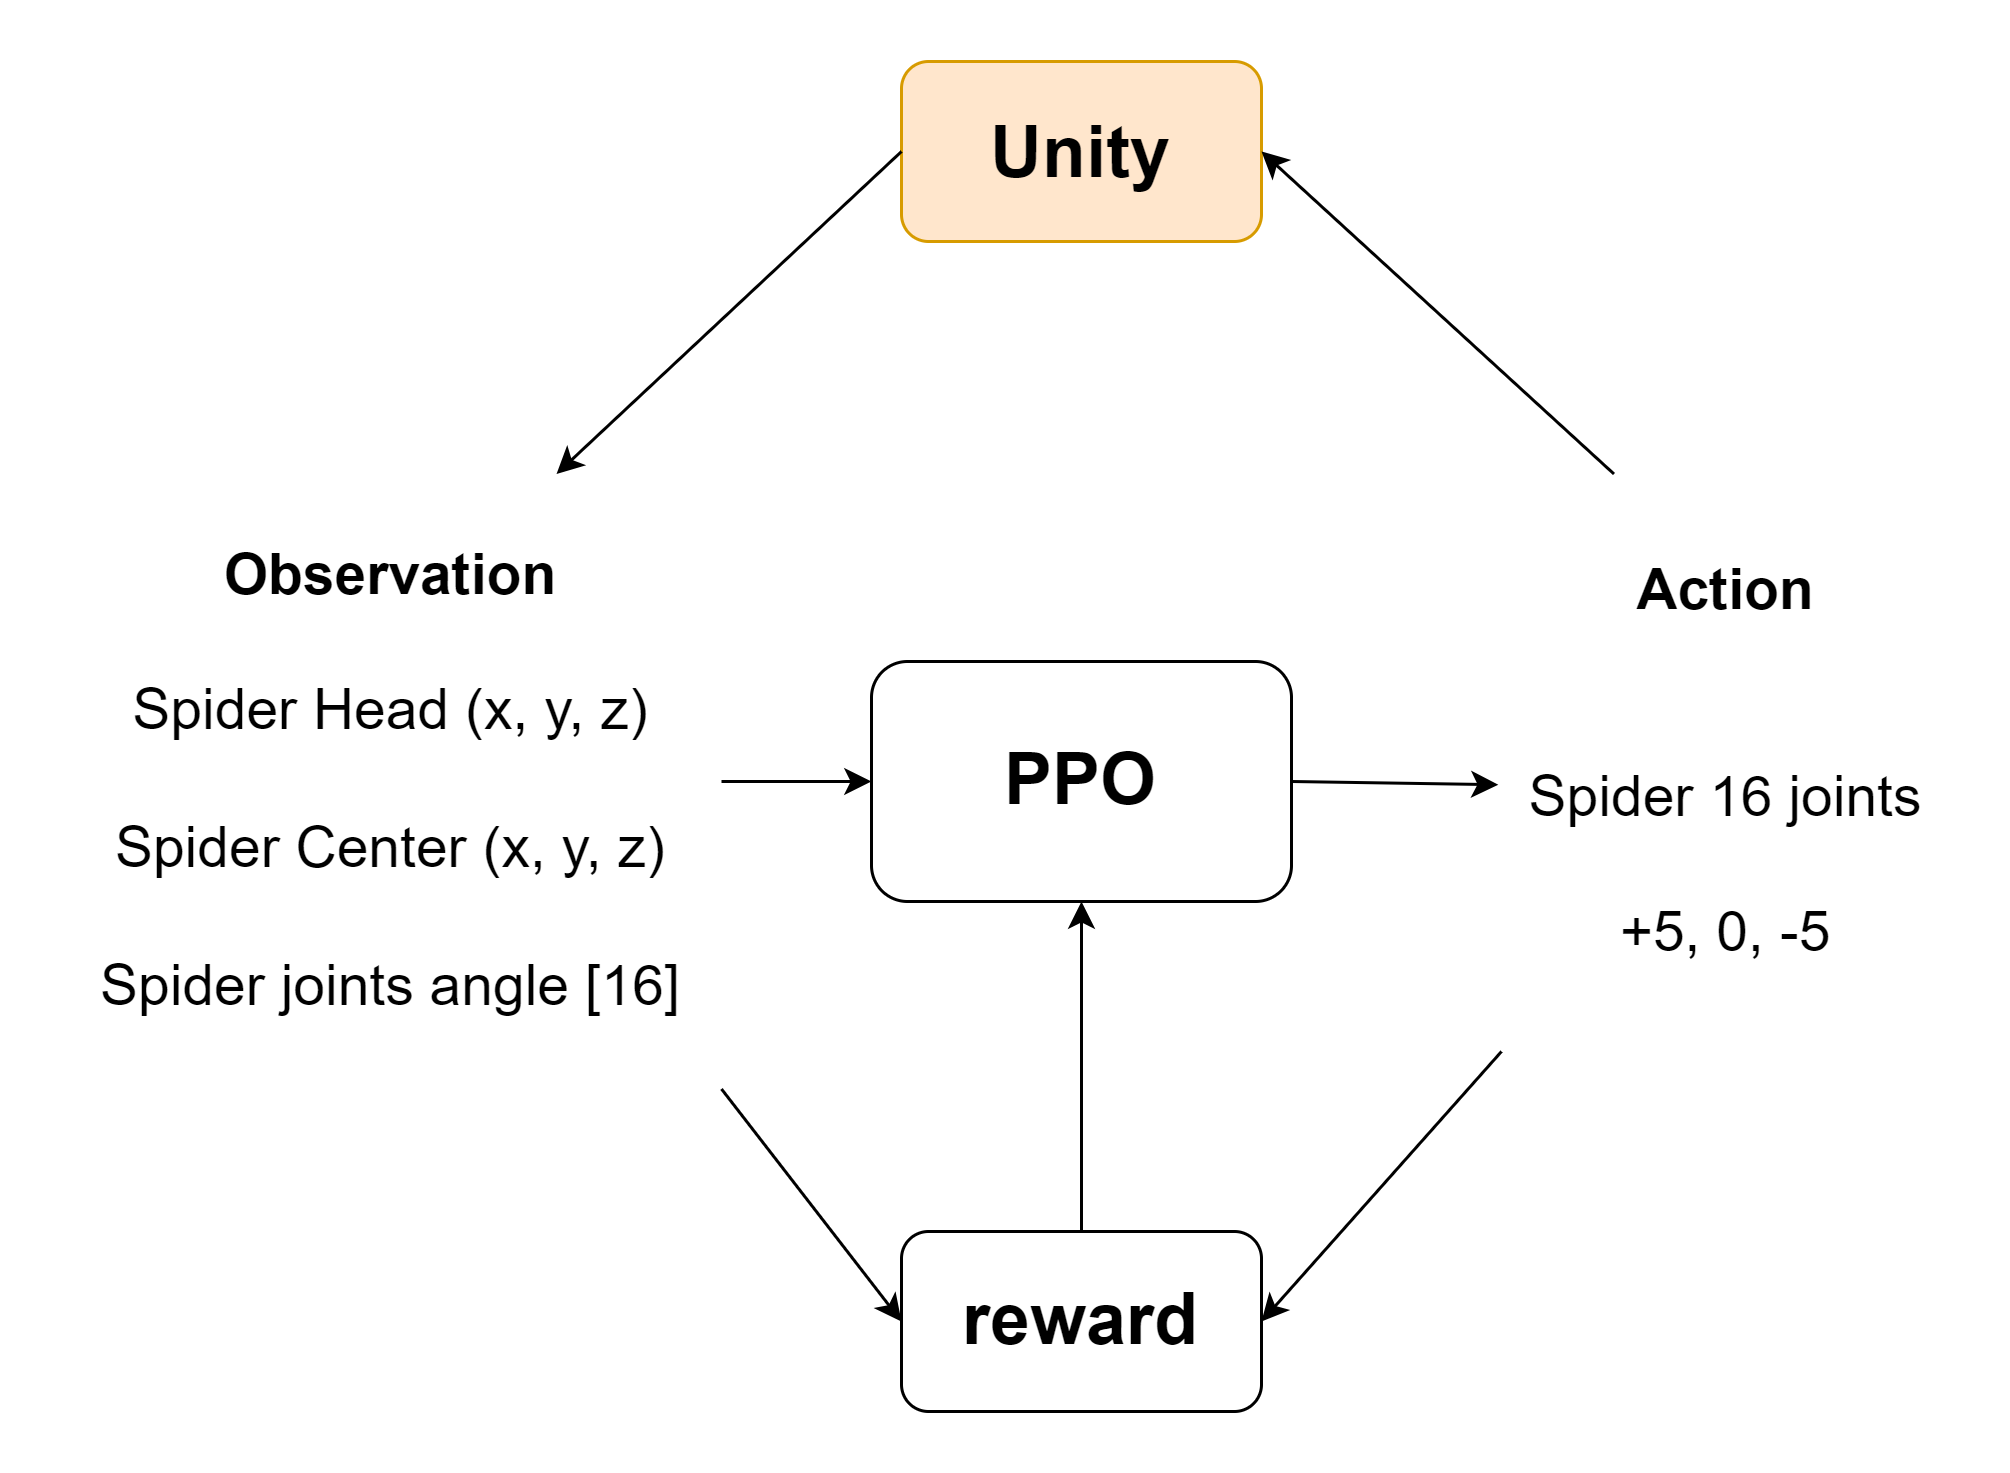 Unity
Observation
Spider Head (x, y, z)
Spider Center (x, y, z)
Spider joints angle [16]
PPO
Action
Spider 16 joints
+5, 0, -5
reward